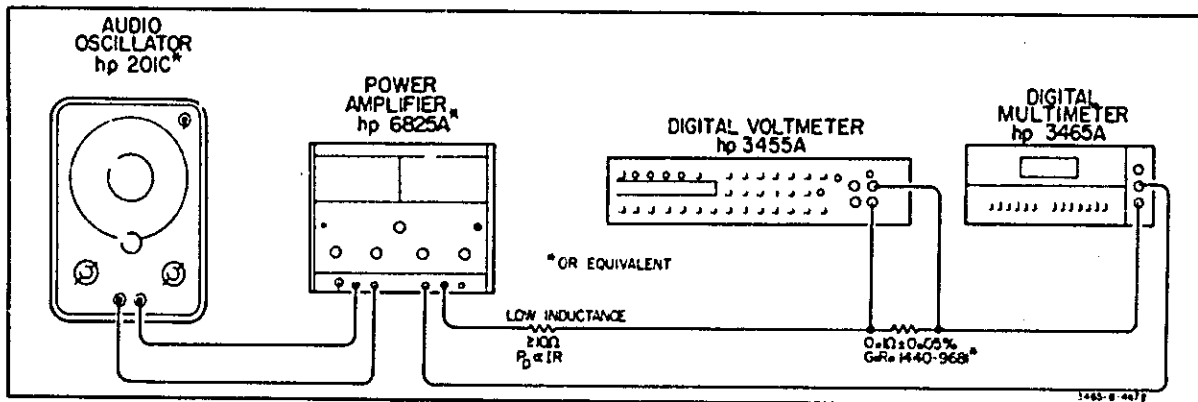 AUDIO
OSCILLATOR
hp 201C*
POWER
AMPLIFIER*
hp 6825A
DIGITAL VOLTMETER
hp 3455A
DIGITAL
MULTIMETER
hp 3465A
*OR EQUIVALENT
LOW INDUCTANCE
≥10Ω
P_D ∝ IR
0.1Ω±0.05%
G.R. 1440-9681*